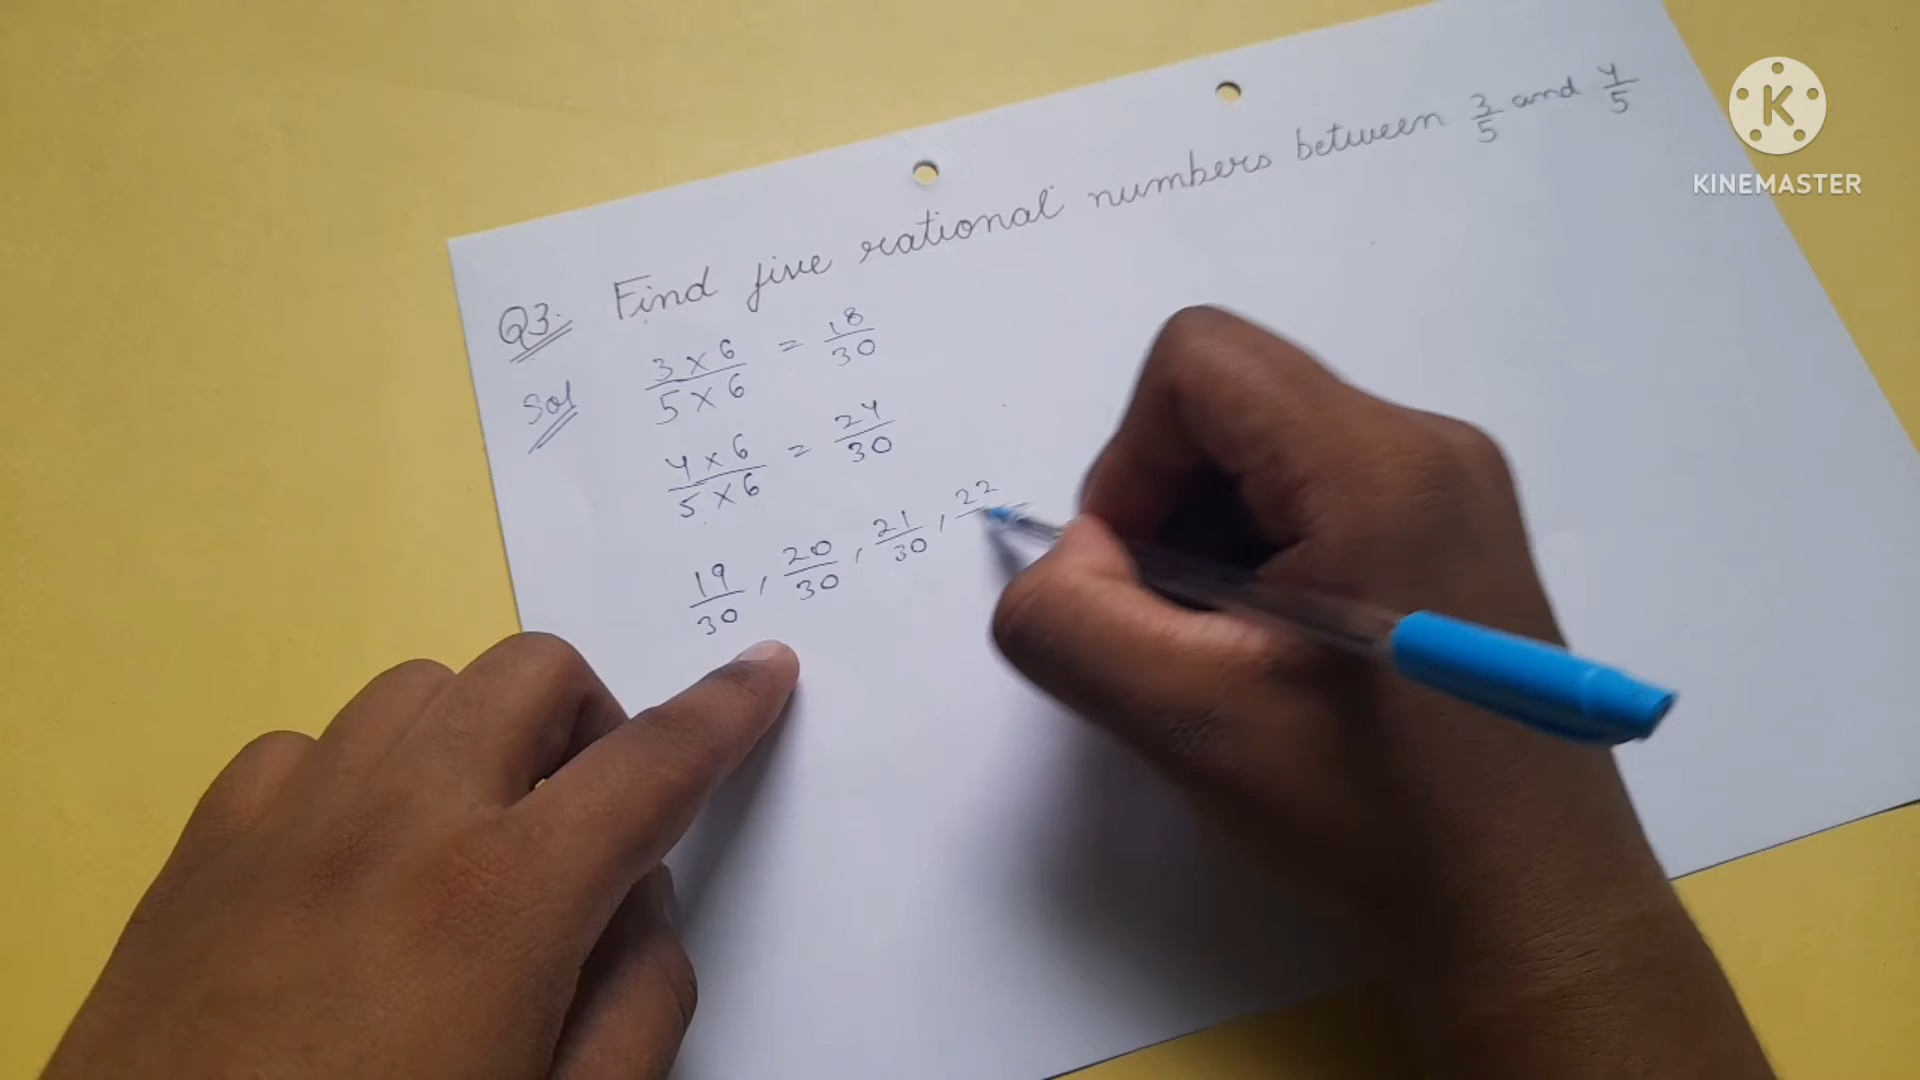 Q3. Find five rational numbers between 3/5 and 4/5
Sol 3 x 6 / 5 x 6 = 18/30
4 x 6 / 5 x 6 = 24/30
19/30, 20/30, 21/30, 22
K
KINEMASTER